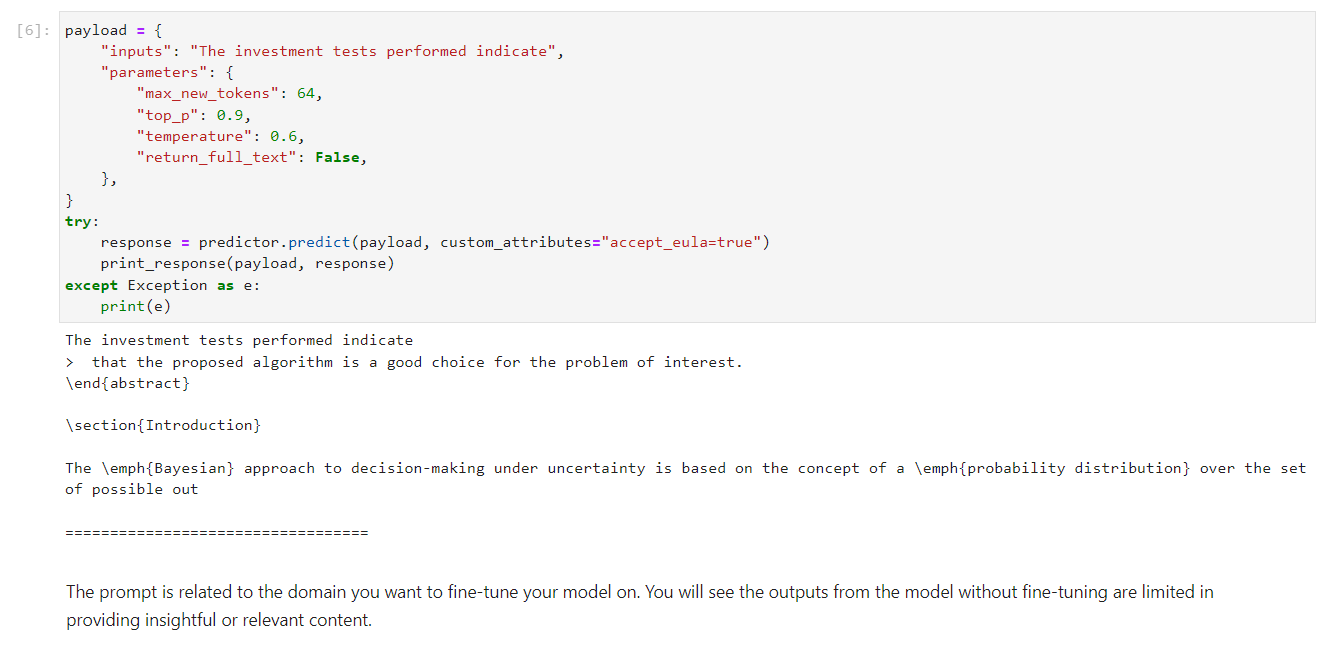 [6]: payload = {
    "inputs": "The investment tests performed indicate",
    "parameters": {
        "max_new_tokens": 64,
        "top_p": 0.9,
        "temperature": 0.6,
        "return_full_text": False,
    },
}
try:
    response = predictor.predict(payload, custom_attributes="accept_eula=true")
    print_response(payload, response)
except Exception as e:
    print(e)
The investment tests performed indicate
>  that the proposed algorithm is a good choice for the problem of interest.
\end{abstract}
\section{Introduction}
The \emph{Bayesian} approach to decision-making under uncertainty is based on the concept of a \emph{probability distribution} over the set
of possible out
==================================
The prompt is related to the domain you want to fine-tune your model on. You will see the outputs from the model without fine-tuning are limited in
providing insightful or relevant content.